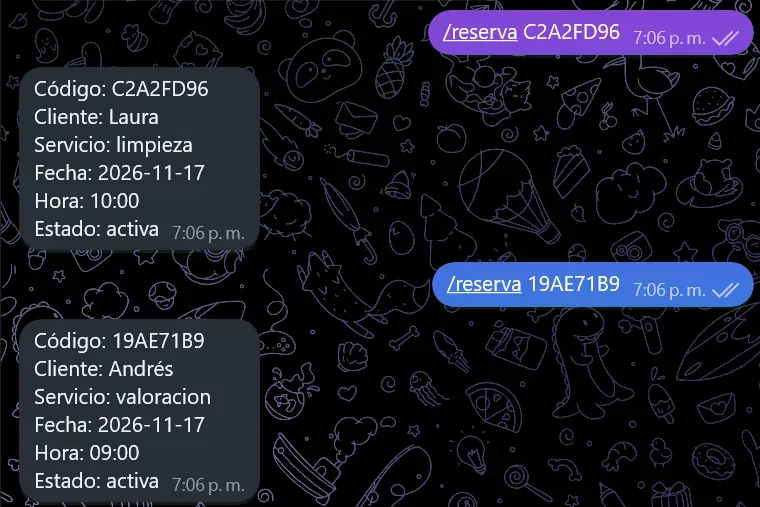 /reserva C2A2FD96 7:06 p. m.
Código: C2A2FD96
Cliente: Laura
Servicio: limpieza
Fecha: 2026-11-17
Hora: 10:00
Estado: activa 7:06 p. m.
/reserva 19AE71B9 7:06 p. m.
Código: 19AE71B9
Cliente: Andrés
Servicio: valoracion
Fecha: 2026-11-17
Hora: 09:00
Estado: activa 7:06 p. m.